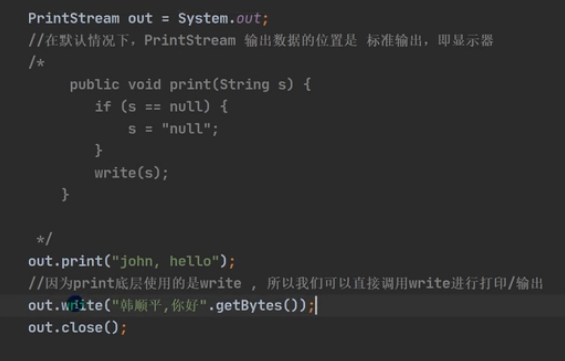 PrintStream out = System.out;
//在默认情况下，PrintStream 输出数据的位置是 标准输出，即显示器
/*
public void print(String s) {
if (s == null) {
s = "null";
}
write(s);
}
*/
out.print("john, hello");
//因为print底层使用的是write , 所以我们可以直接调用write进行打印/输出
out.write("韩顺平,你好".getBytes());
out.close();